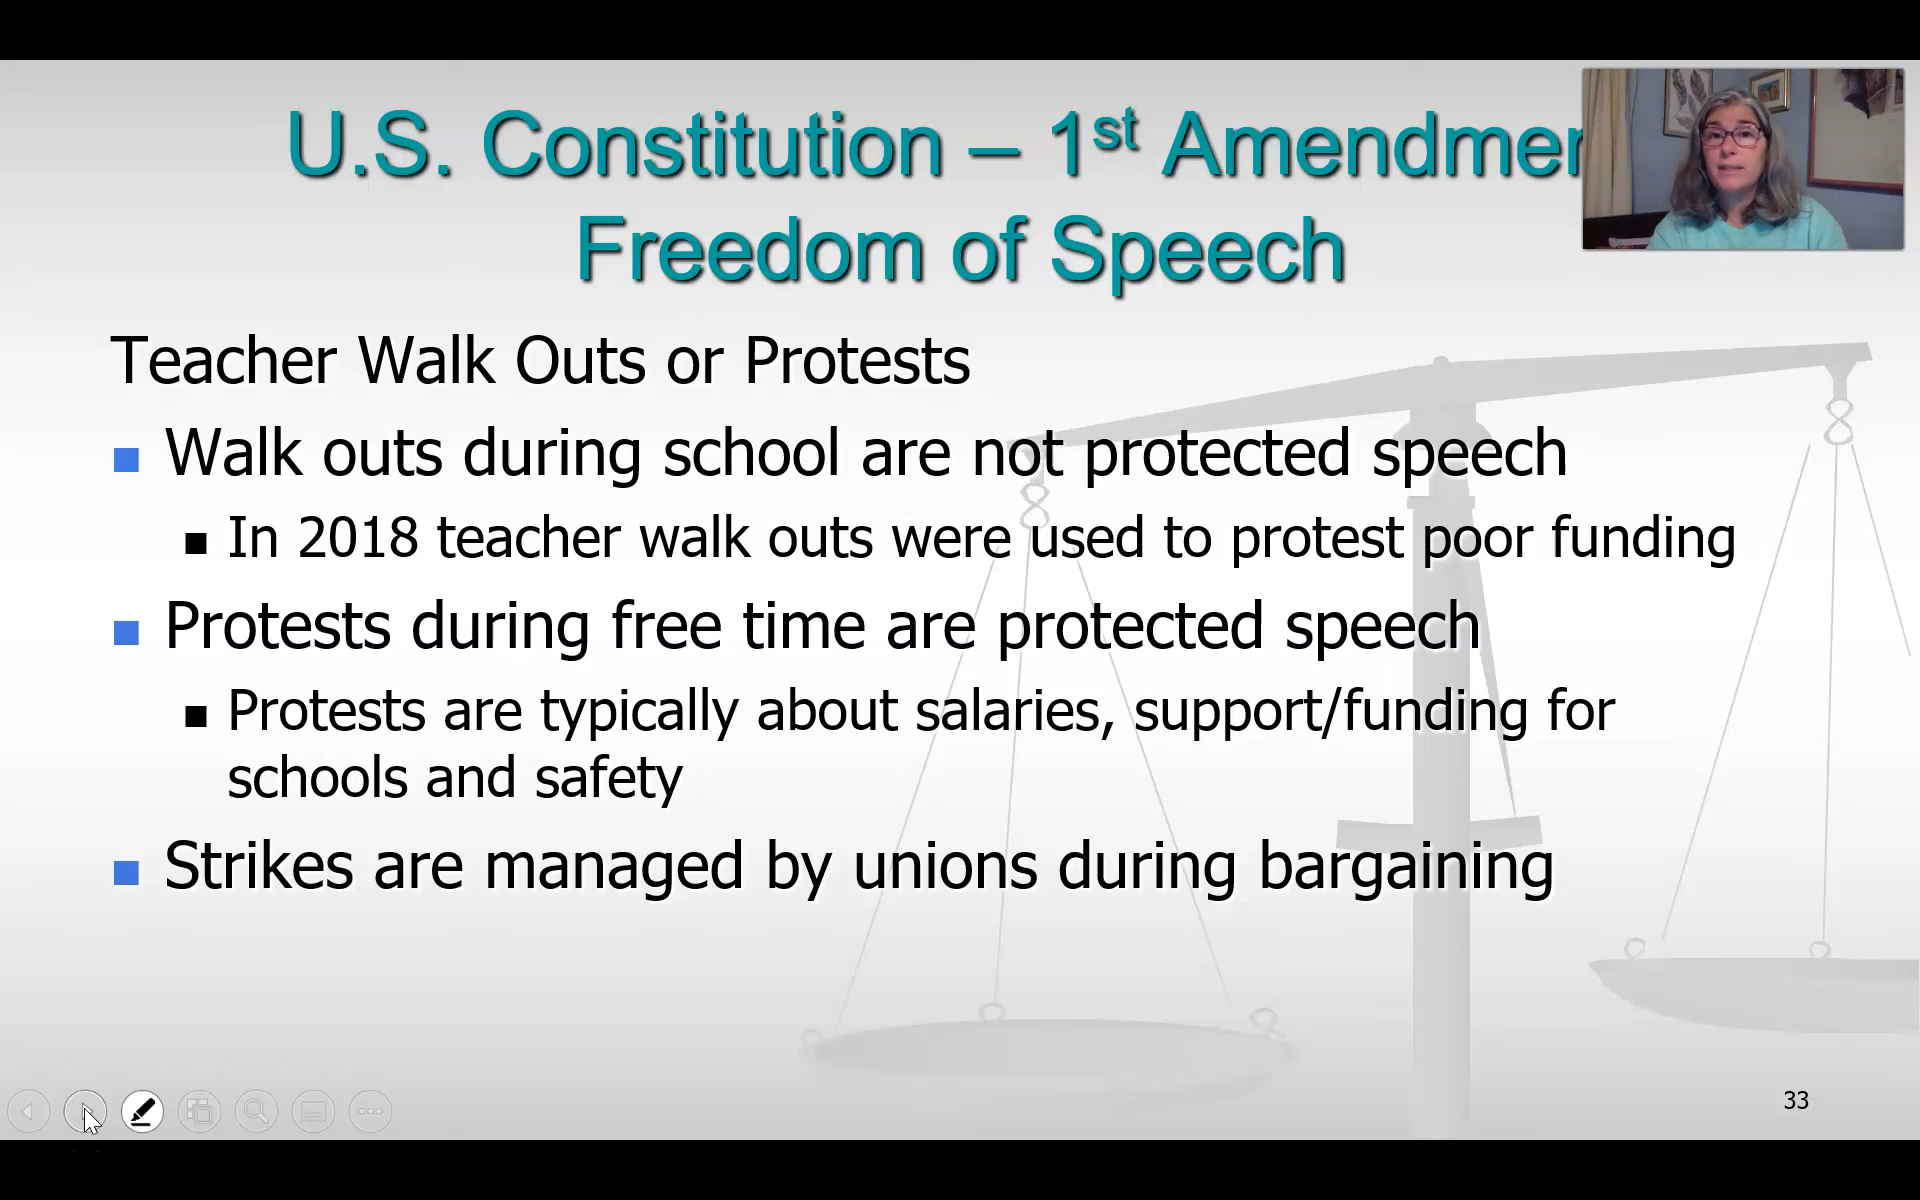 U.S. Constitution – 1st Amendmen
Freedom of Speech
Teacher Walk Outs or Protests
Walk outs during school are not protected speech
In 2018 teacher walk outs were used to protest poor funding
Protests during free time are protected speech
Protests are typically about salaries, support/funding for
schools and safety
Strikes are managed by unions during bargaining
33